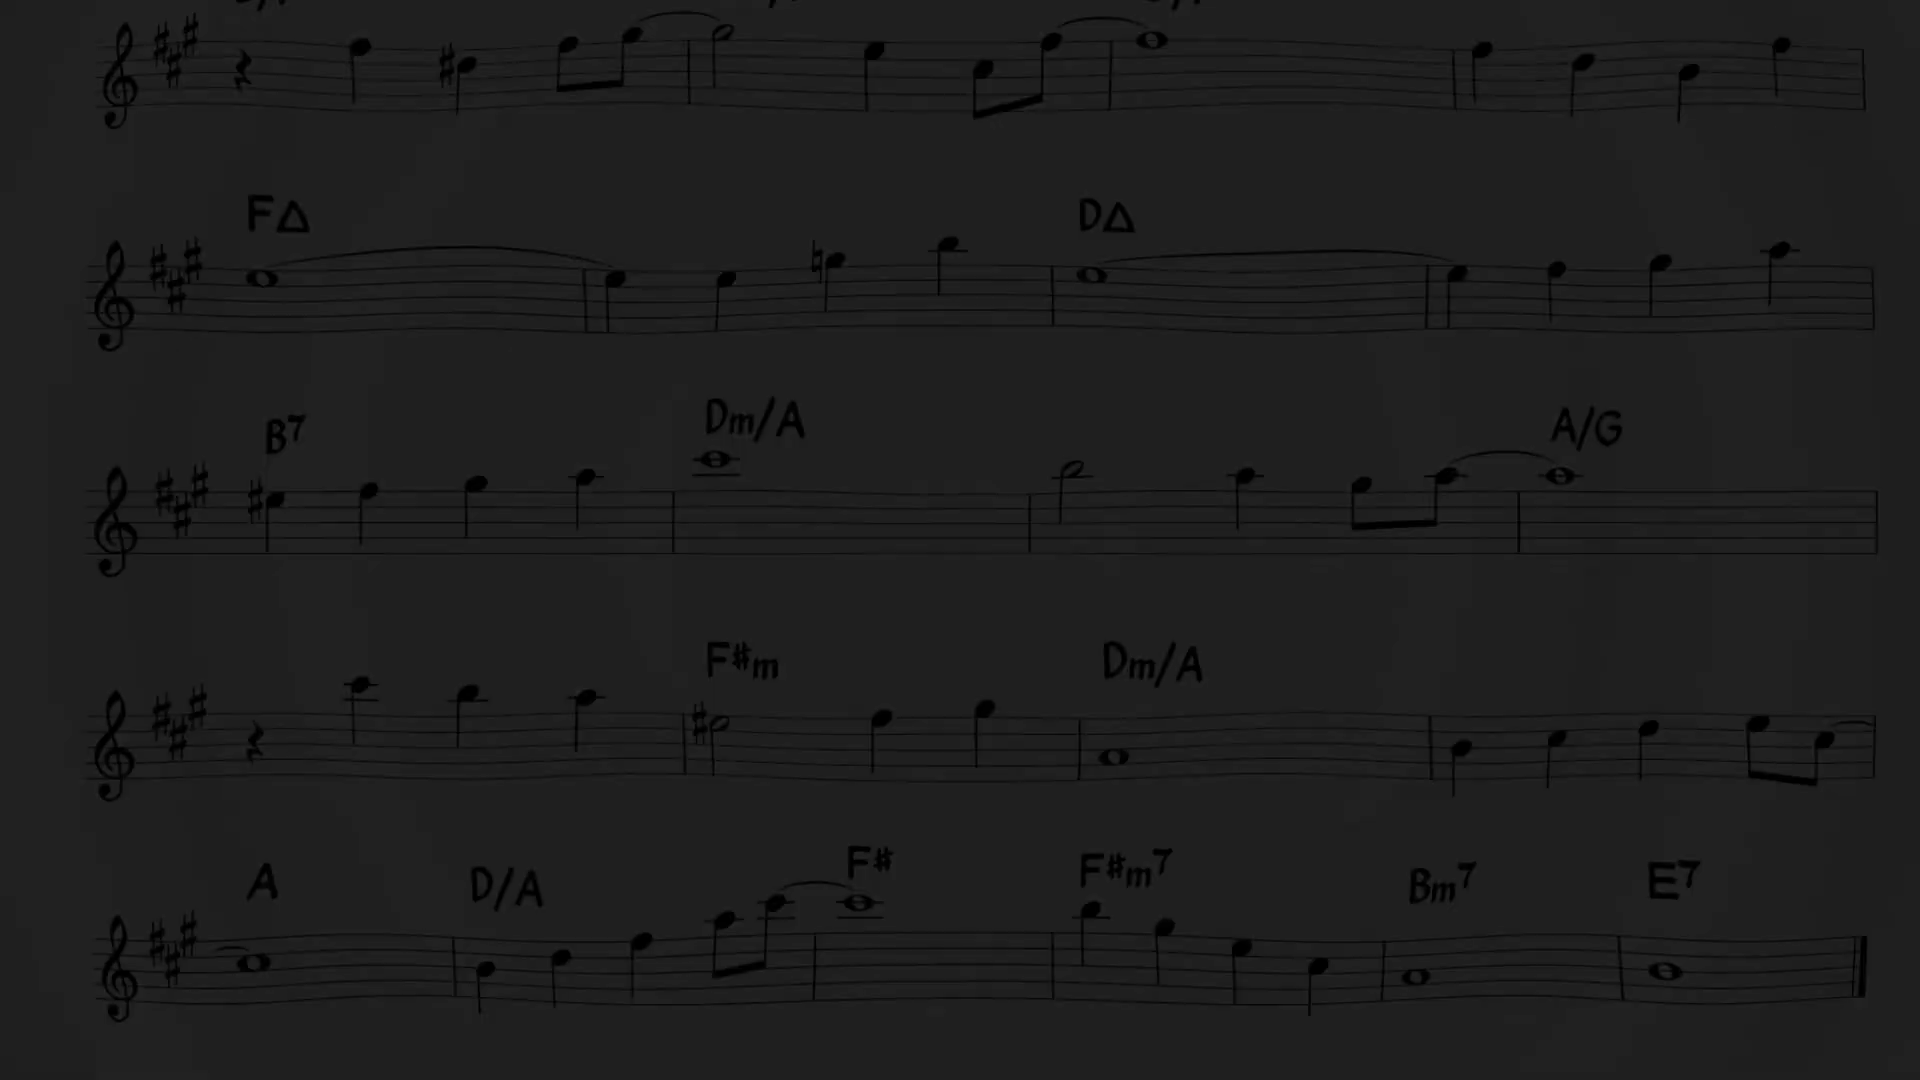 FΔ DΔ
B7 Dm/A A/G
F#m Dm/A
A D/A F# F#m7 Bm7 E7